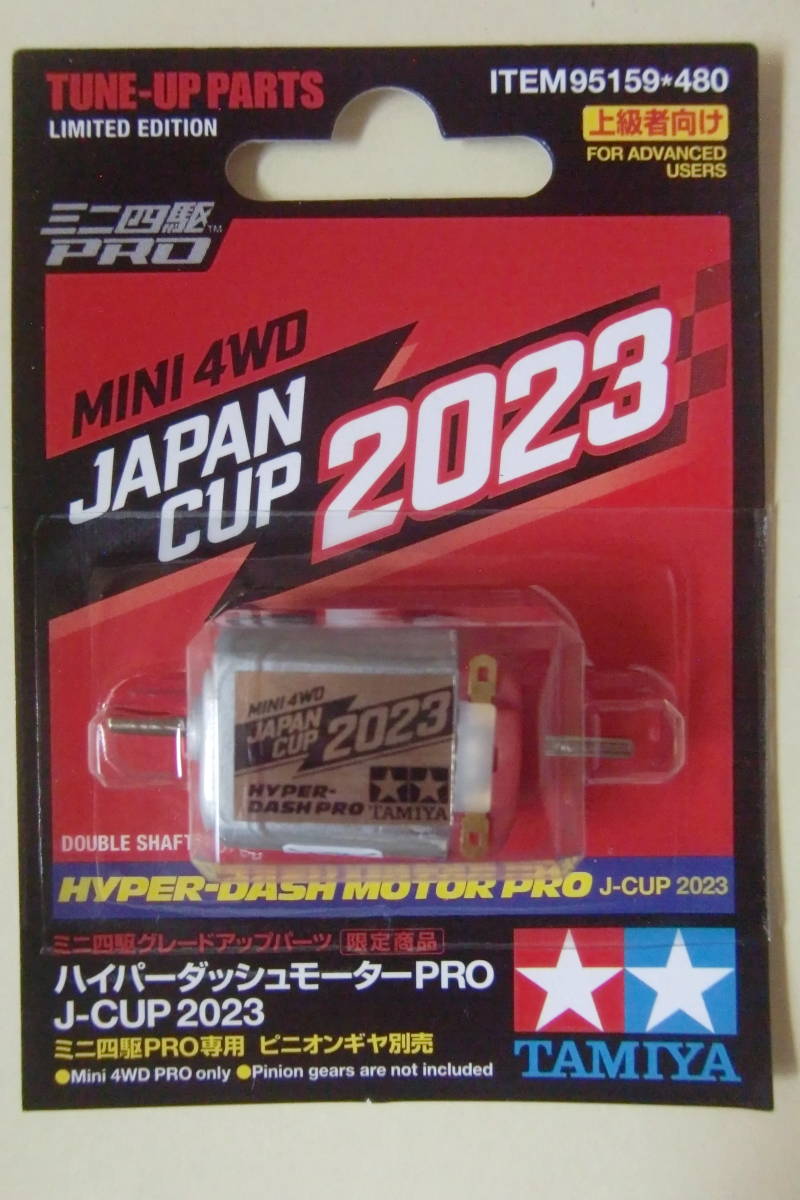 TUNE-UP PARTS
LIMITED EDITION
ITEM95159*480
上級者向け
FOR ADVANCED
USERS
ミニ四駆™
PRO
MINI 4WD
JAPAN
CUP
2023
MINI 4WD
JAPAN
CUP
2023
HYPER-
DASH PRO
TAMIYA
DOUBLE SHAFT
HYPER-DASH MOTOR PRO J-CUP 2023
ミニ四駆グレードアップパーツ 限定商品
ハイパーダッシュモーターPRO
J-CUP 2023
ミニ四駆PRO専用 ピニオンギヤ別売
●Mini 4WD PRO only ●Pinion gears are not included
TAMIYA